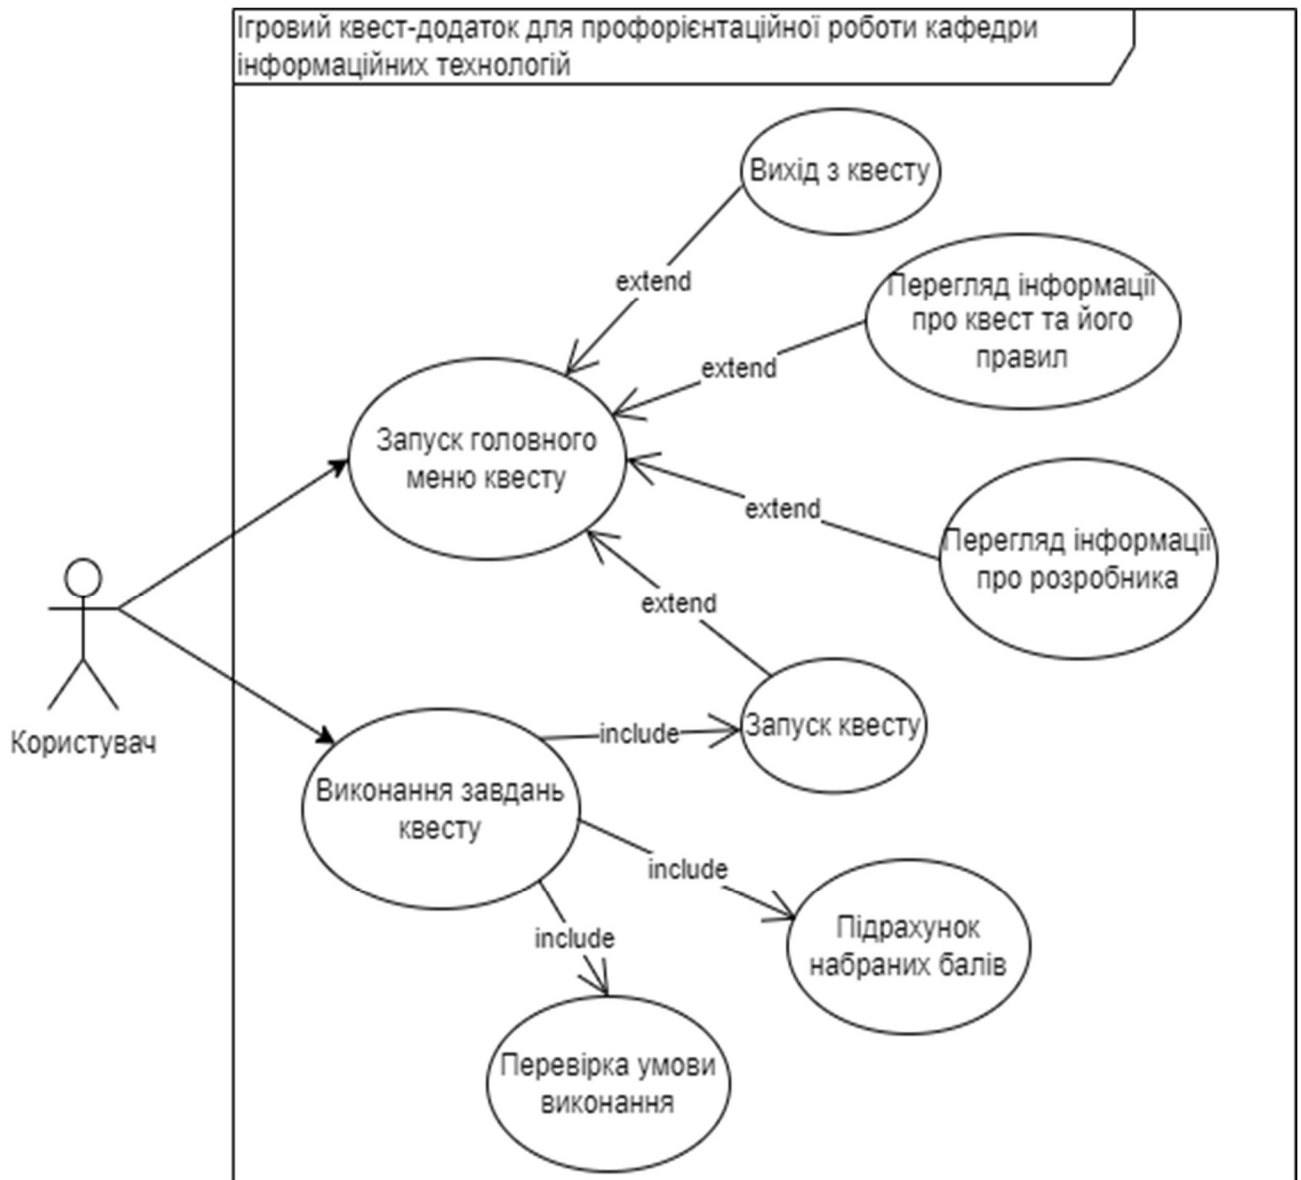 Ігровий квест-додаток для профорієнтаційної роботи кафедри
інформаційних технологій
Вихід з квесту
extend
Перегляд інформації
про квест та його
правил
extend
Запуск головного
меню квесту
extend
Перегляд інформації
про розробника
extend
Користувач
Запуск квесту
include
Виконання завдань
квесту
include
Підрахунок
набраних балів
include
Перевірка умови
виконання